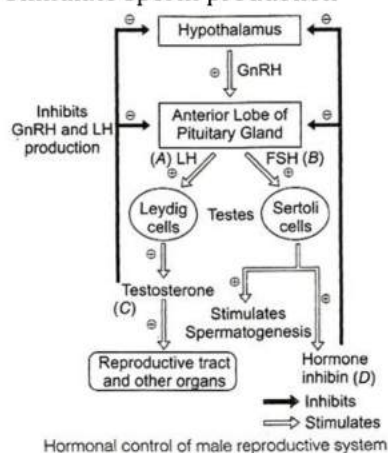 Hypothalamus
GnRH
Inhibits
GnRH and LH
production
Anterior Lobe of
Pituitary Gland
(A) LH
FSH (B)
Leydig
cells
Testes
Sertoli
cells
Testosterone
(C)
Stimulates
Spermatogenesis
Reproductive tract
and other organs
Hormone
inhibin (D)
Inhibits
Stimulates
Hormonal control of male reproductive system